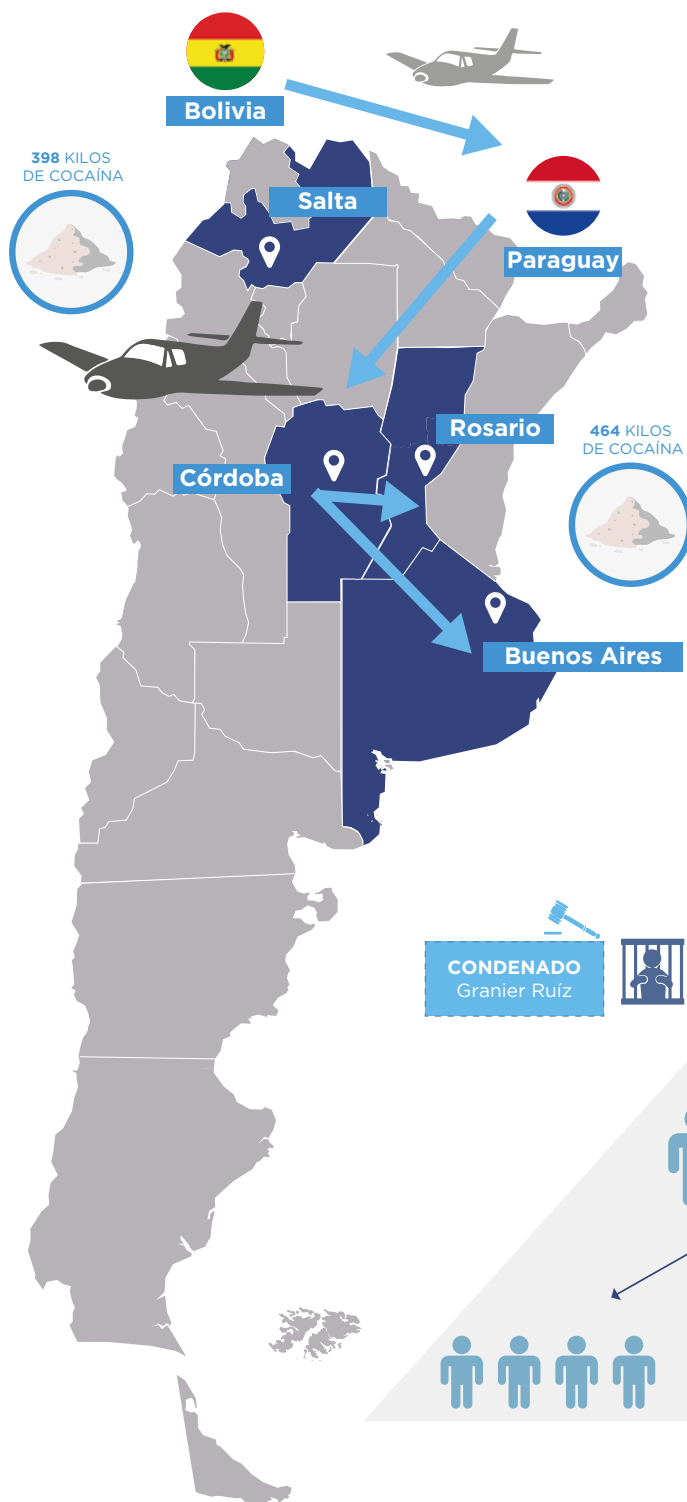 Bolivia
398 KILOS
DE COCAÍNA
Salta
Paraguay
Rosario
464 KILOS
DE COCAÍNA
Córdoba
Buenos Aires
CONDENADO
Granier Ruíz